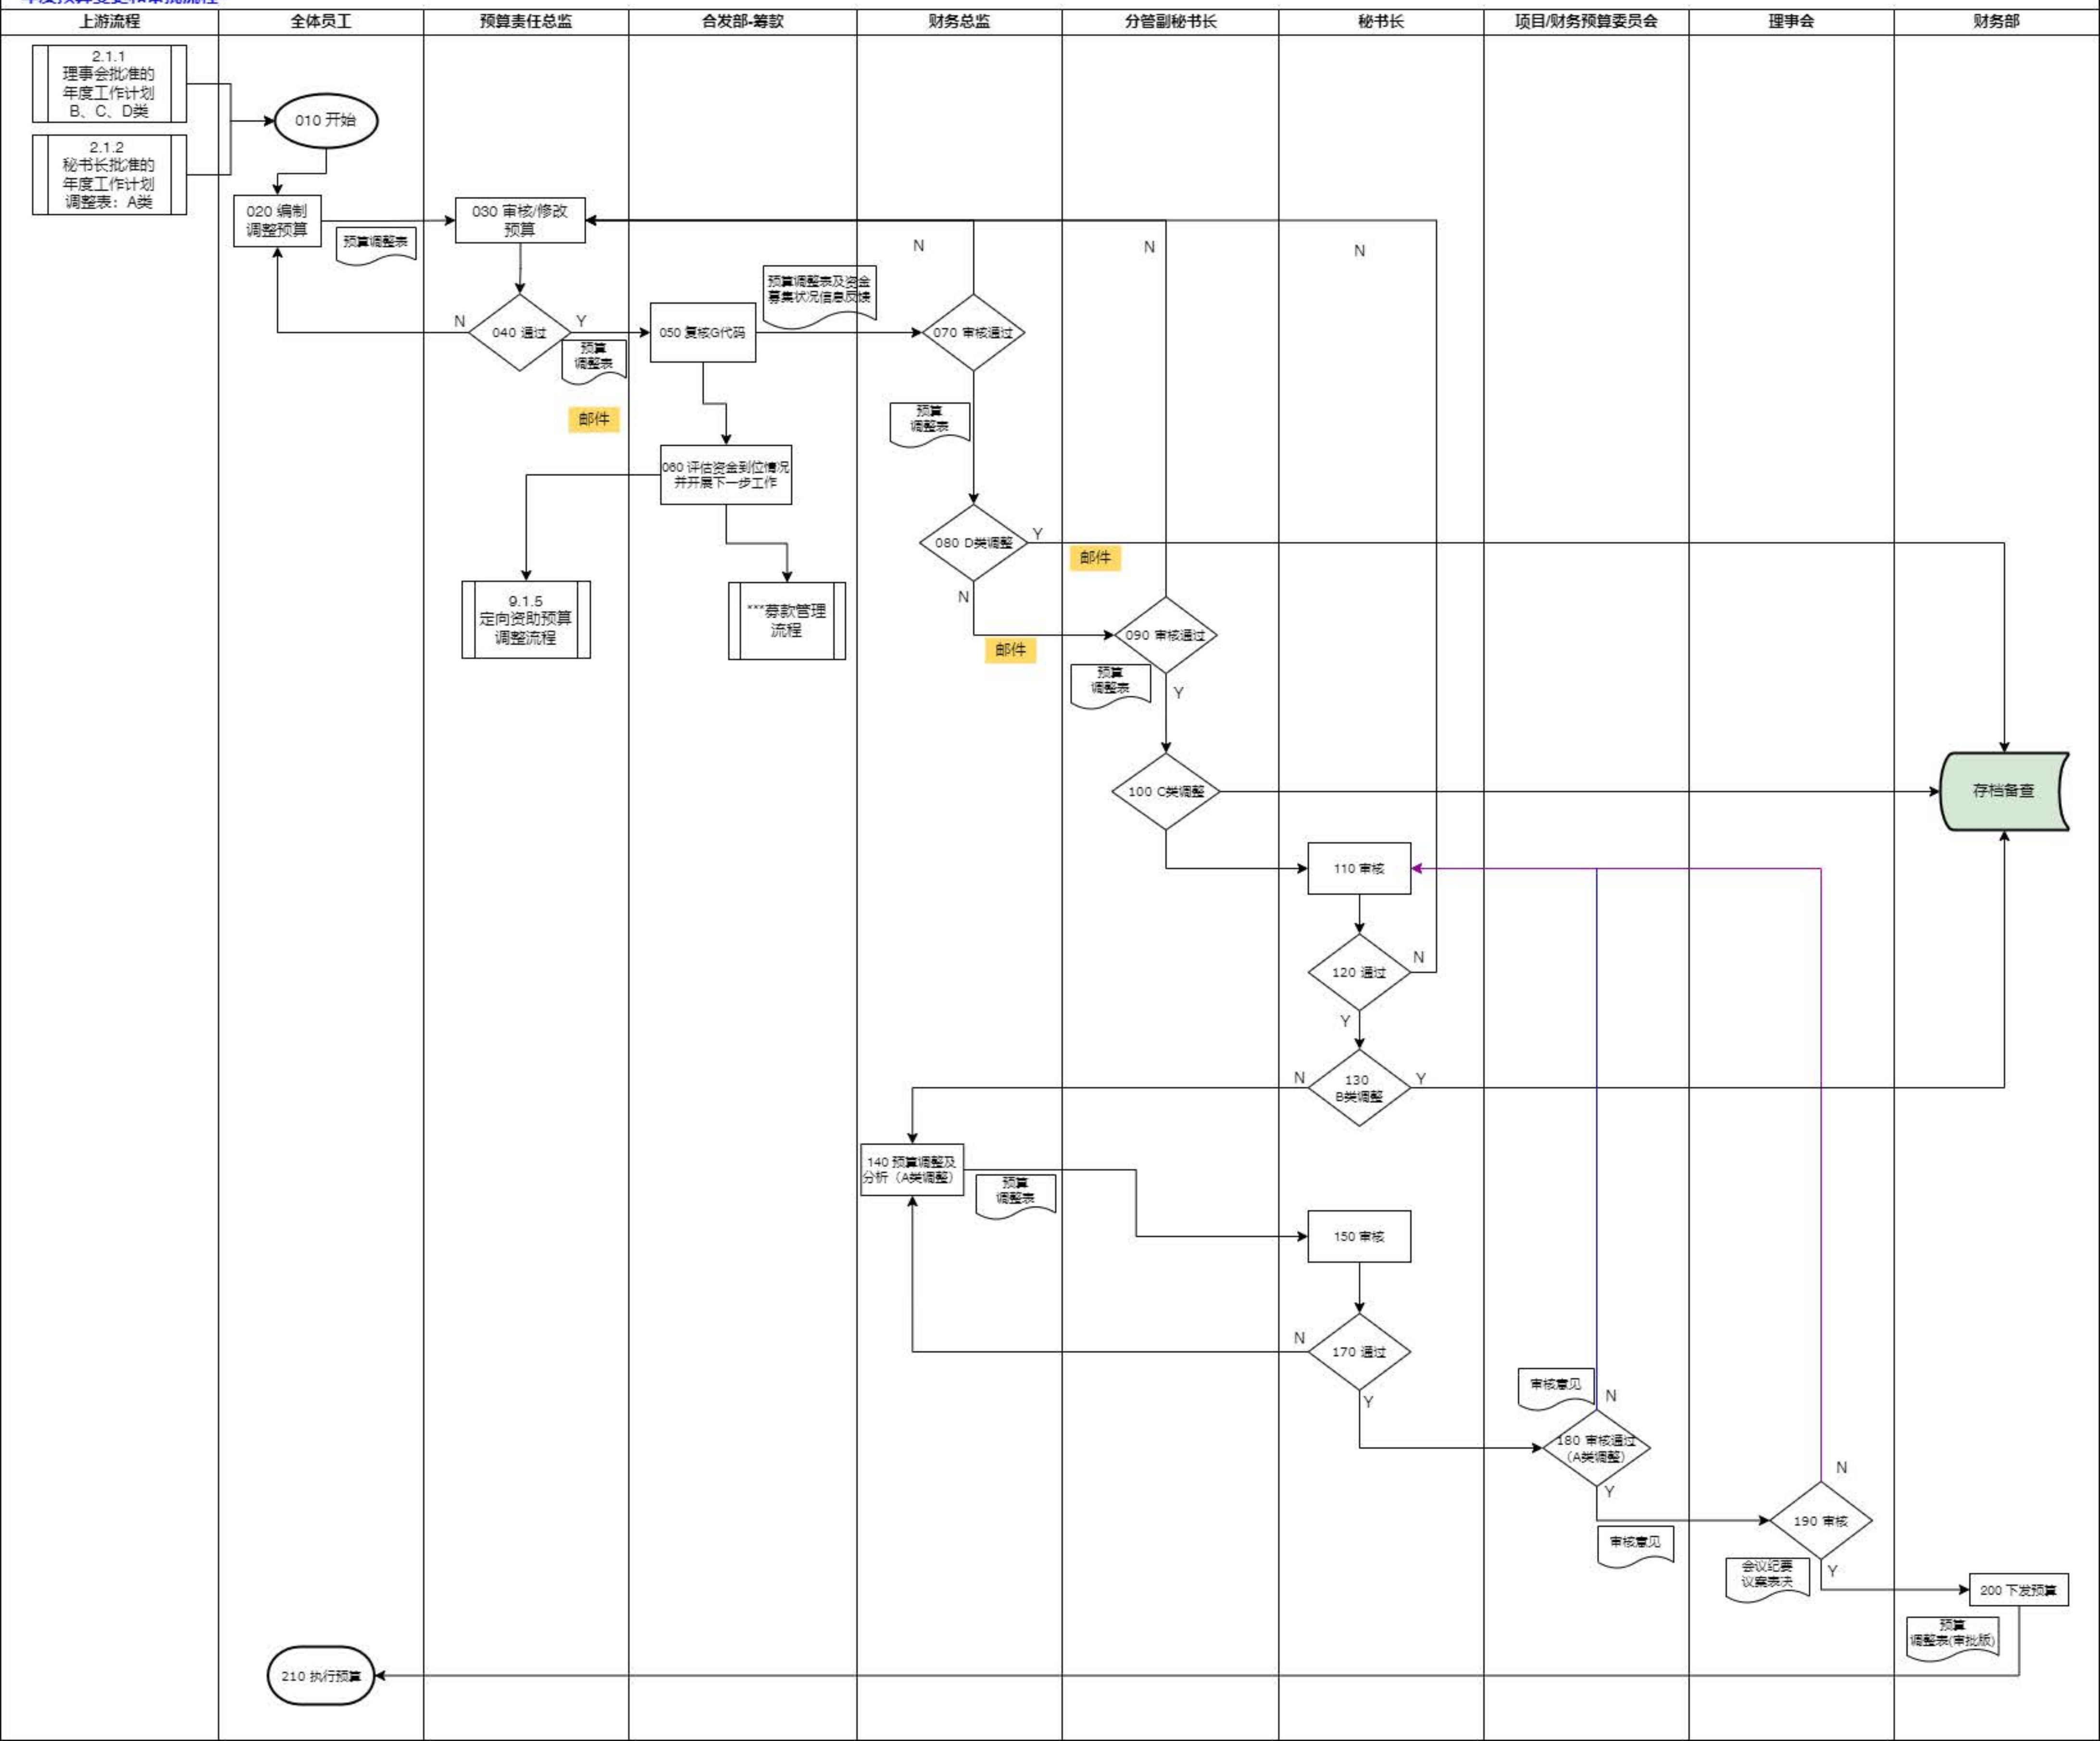 年度预算变更和审批流程
上游流程
全体员工
预算责任总监
合发部-筹款
财务总监
分管副秘书长
秘书长
项目/财务预算委员会
理事会
财务部
2.1.1
理事会批准的
年度工作计划
B、C、D类
2.1.2
秘书长批准的
年度工作计划
调整表：A类
010 开始
020 编制
调整预算
预算调整表
030 审核/修改
预算
N
N
N
预算调整表及资金
募集状况信息反馈
N
040 通过
Y
预算
调整表
050 复核G代码
070 审核通过
邮件
预算
调整表
060 评估资金到位情况
并开展下一步工作
080 D类调整
Y
邮件
N
9.1.5
定向资助预算
调整流程
***募款管理
流程
090 审核通过
邮件
预算
调整表
Y
100 C类调整
存档备查
110 审核
120 通过
N
Y
N
130
B类调整
Y
140 预算调整及
分析（A类调整）
预算
调整表
150 审核
N
170 通过
Y
审核意见
N
180 审核通过
（A类调整）
Y
审核意见
N
190 审核
会议纪要
议案表决
Y
200 下发预算
预算
调整表(审批版)
210 执行预算